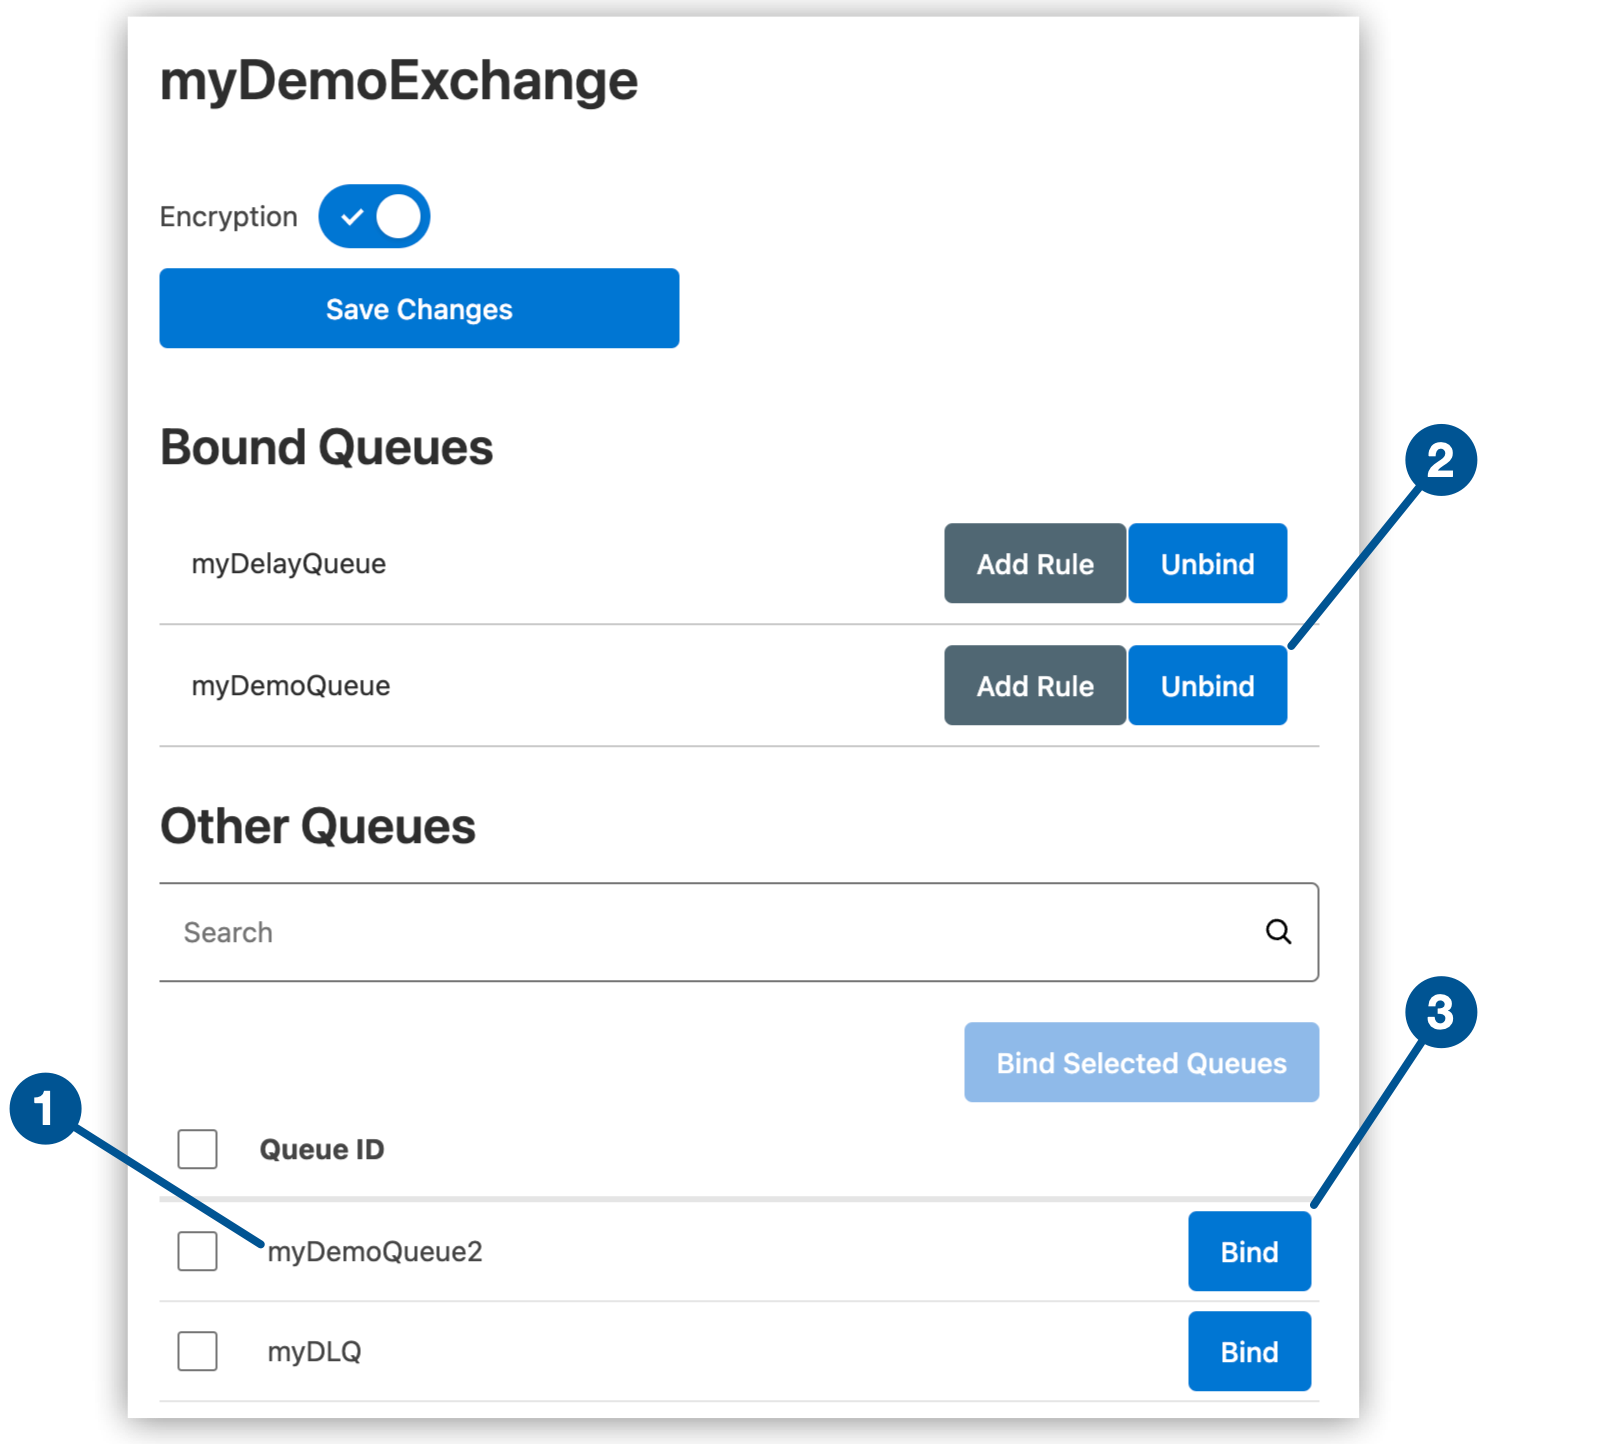 myDemoExchange
Encryption
Save Changes
Bound Queues
2
myDelayQueue Add Rule Unbind
myDemoQueue Add Rule Unbind
Other Queues
Search
3
Bind Selected Queues
1
Queue ID
myDemoQueue2 Bind
myDLQ Bind